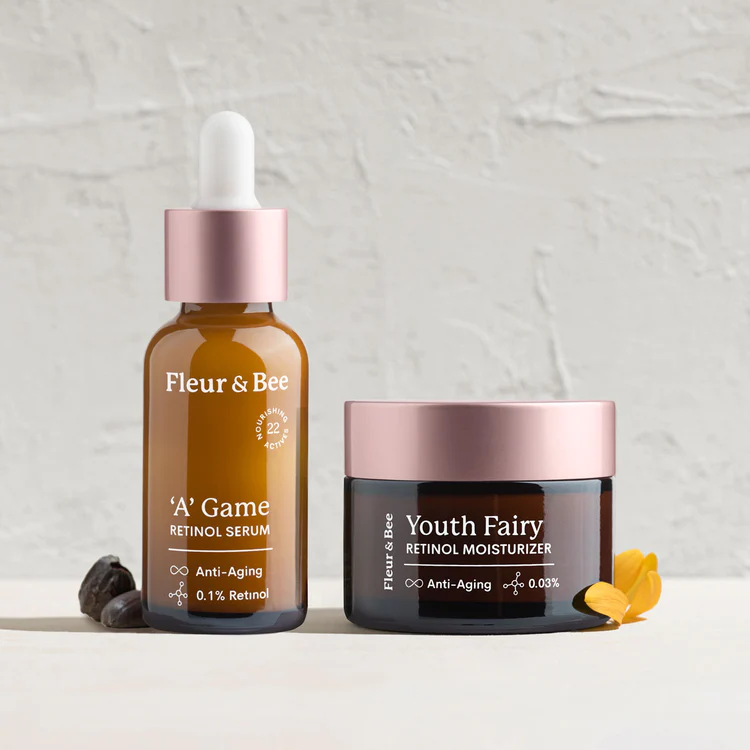 Fleur & Bee
NOURISHING
22
ACTIVES
‘A’ Game
RETINOL SERUM
Anti-Aging
0.1% Retinol
Fleur & Bee
Youth Fairy
RETINOL MOISTURIZER
Anti-Aging
0.03%